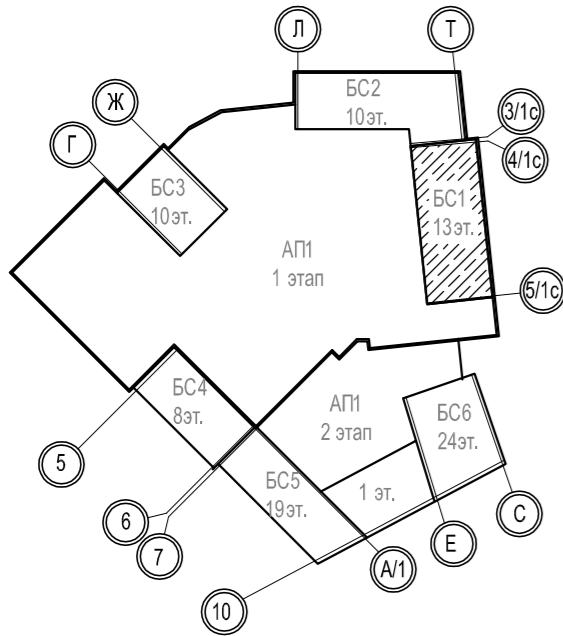 Л
Т
БС2
10эт.
3/1с
4/1с
Ж
Г
БС3
10эт.
БС1
13эт.
АП1
1 этап
5/1с
БС4
8эт.
АП1
2 этап
БС6
24эт.
5
БС5
19эт.
1 эт.
6
7
С
Е
А/1
10